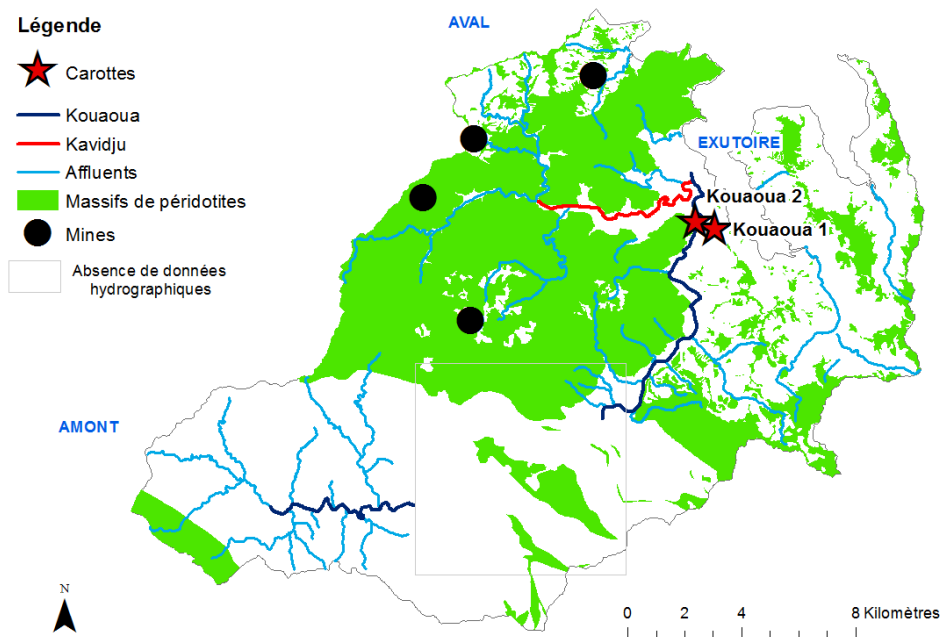 Légende
Carottes
Kouaoua
Kavidju
Affluents
Massifs de péridotites
Mines
Absence de données
hydrographiques
AVAL
EXUTOIRE
Kouaoua 2
Kouaoua 1
AMONT
N
0 2 4 8 Kilomètres